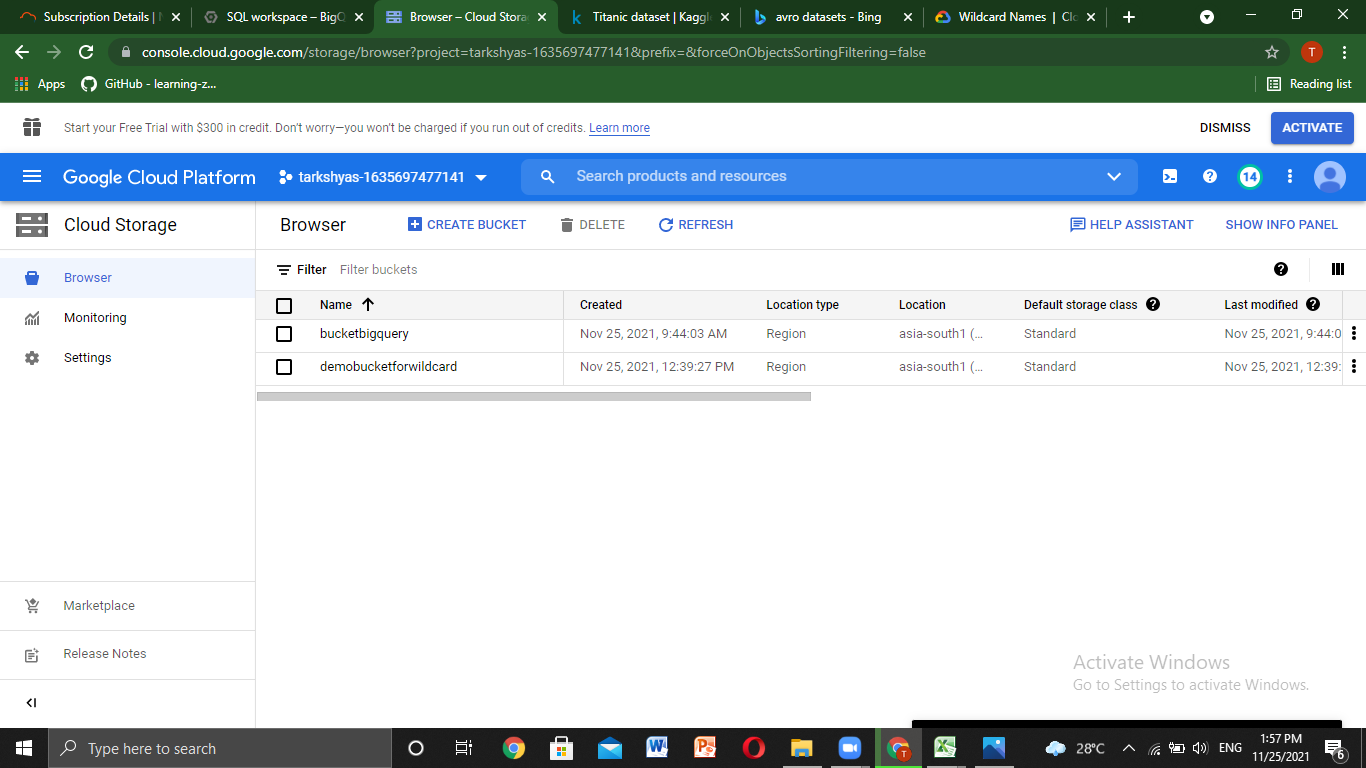 Subscription Details | M
SQL workspace – BigQ
Browser – Cloud Stora
Titanic dataset | Kaggle
avro datasets - Bing
Wildcard Names | Clo
console.cloud.google.com/storage/browser?project=tarkshyas-1635697477141&prefix=&forceOnObjectsSortingFiltering=false
T
Apps
GitHub - learning-z...
Reading list
Start your Free Trial with $300 in credit. Don't worry—you won't be charged if you run out of credits. Learn more
DISMISS
ACTIVATE
Google Cloud Platform
tarkshyas-1635697477141
Search products and resources
14
Cloud Storage
Browser
CREATE BUCKET
DELETE
REFRESH
HELP ASSISTANT
SHOW INFO PANEL
Browser
Monitoring
Settings
Filter Filter buckets
Name Created Location type Location Default storage class Last modified
bucketbigquery Nov 25, 2021, 9:44:03 AM Region asia-south1 (... Standard Nov 25, 2021, 9:44:0
demobucketforwildcard Nov 25, 2021, 12:39:27 PM Region asia-south1 (... Standard Nov 25, 2021, 12:39:
Marketplace
Release Notes
Activate Windows
Go to Settings to activate Windows.
Type here to search
T
28°C
ENG
1:57 PM
11/25/2021
6